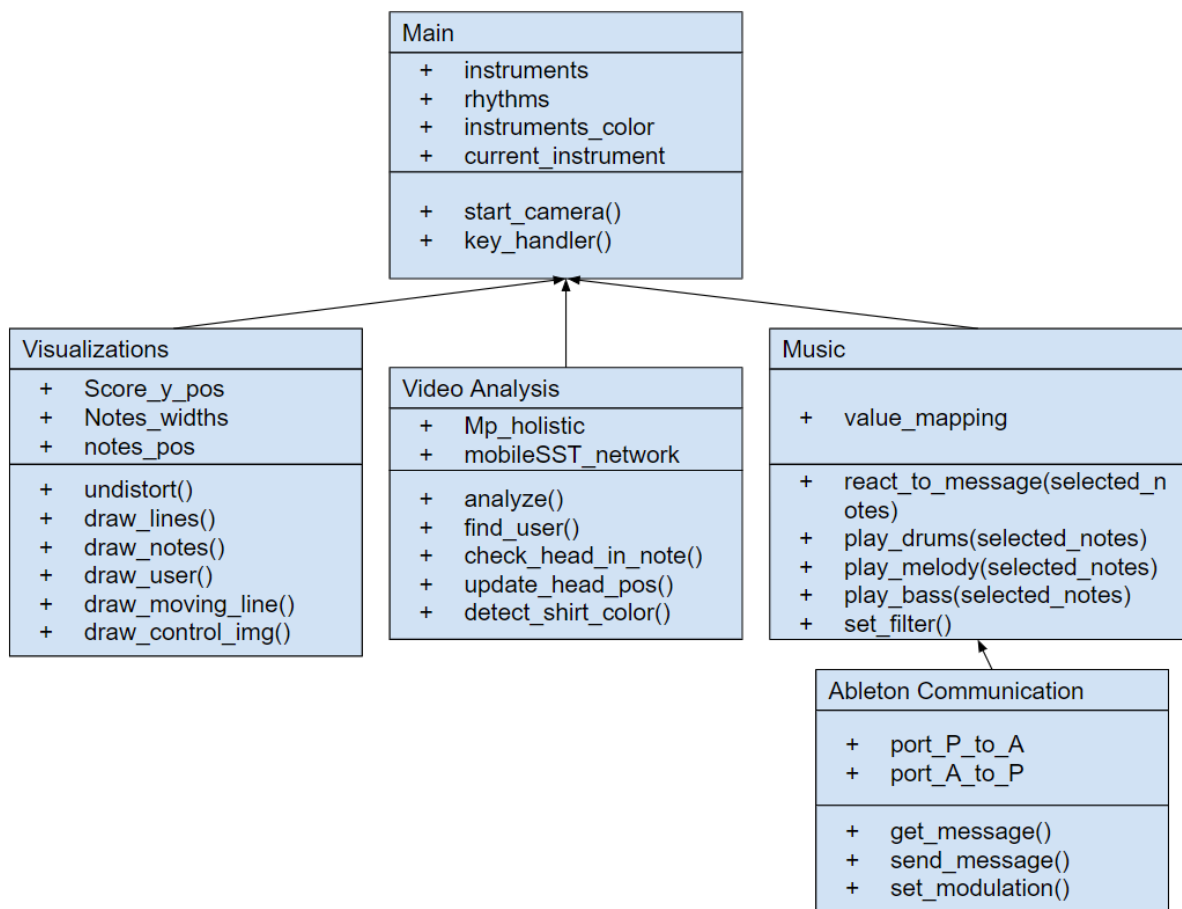 Main
+ instruments
+ rhythms
+ instruments_color
+ current_instrument
+ start_camera()
+ key_handler()
Visualizations
+ Score_y_pos
+ Notes_widths
+ notes_pos
+ undistort()
+ draw_lines()
+ draw_notes()
+ draw_user()
+ draw_moving_line()
+ draw_control_img()
Video Analysis
+ Mp_holistic
+ mobileSST_network
+ analyze()
+ find_user()
+ check_head_in_note()
+ update_head_pos()
+ detect_shirt_color()
Music
+ value_mapping
+ react_to_message(selected_n
otes)
+ play_drums(selected_notes)
+ play_melody(selected_notes)
+ play_bass(selected_notes)
+ set_filter()
Ableton Communication
+ port_P_to_A
+ port_A_to_P
+ get_message()
+ send_message()
+ set_modulation()